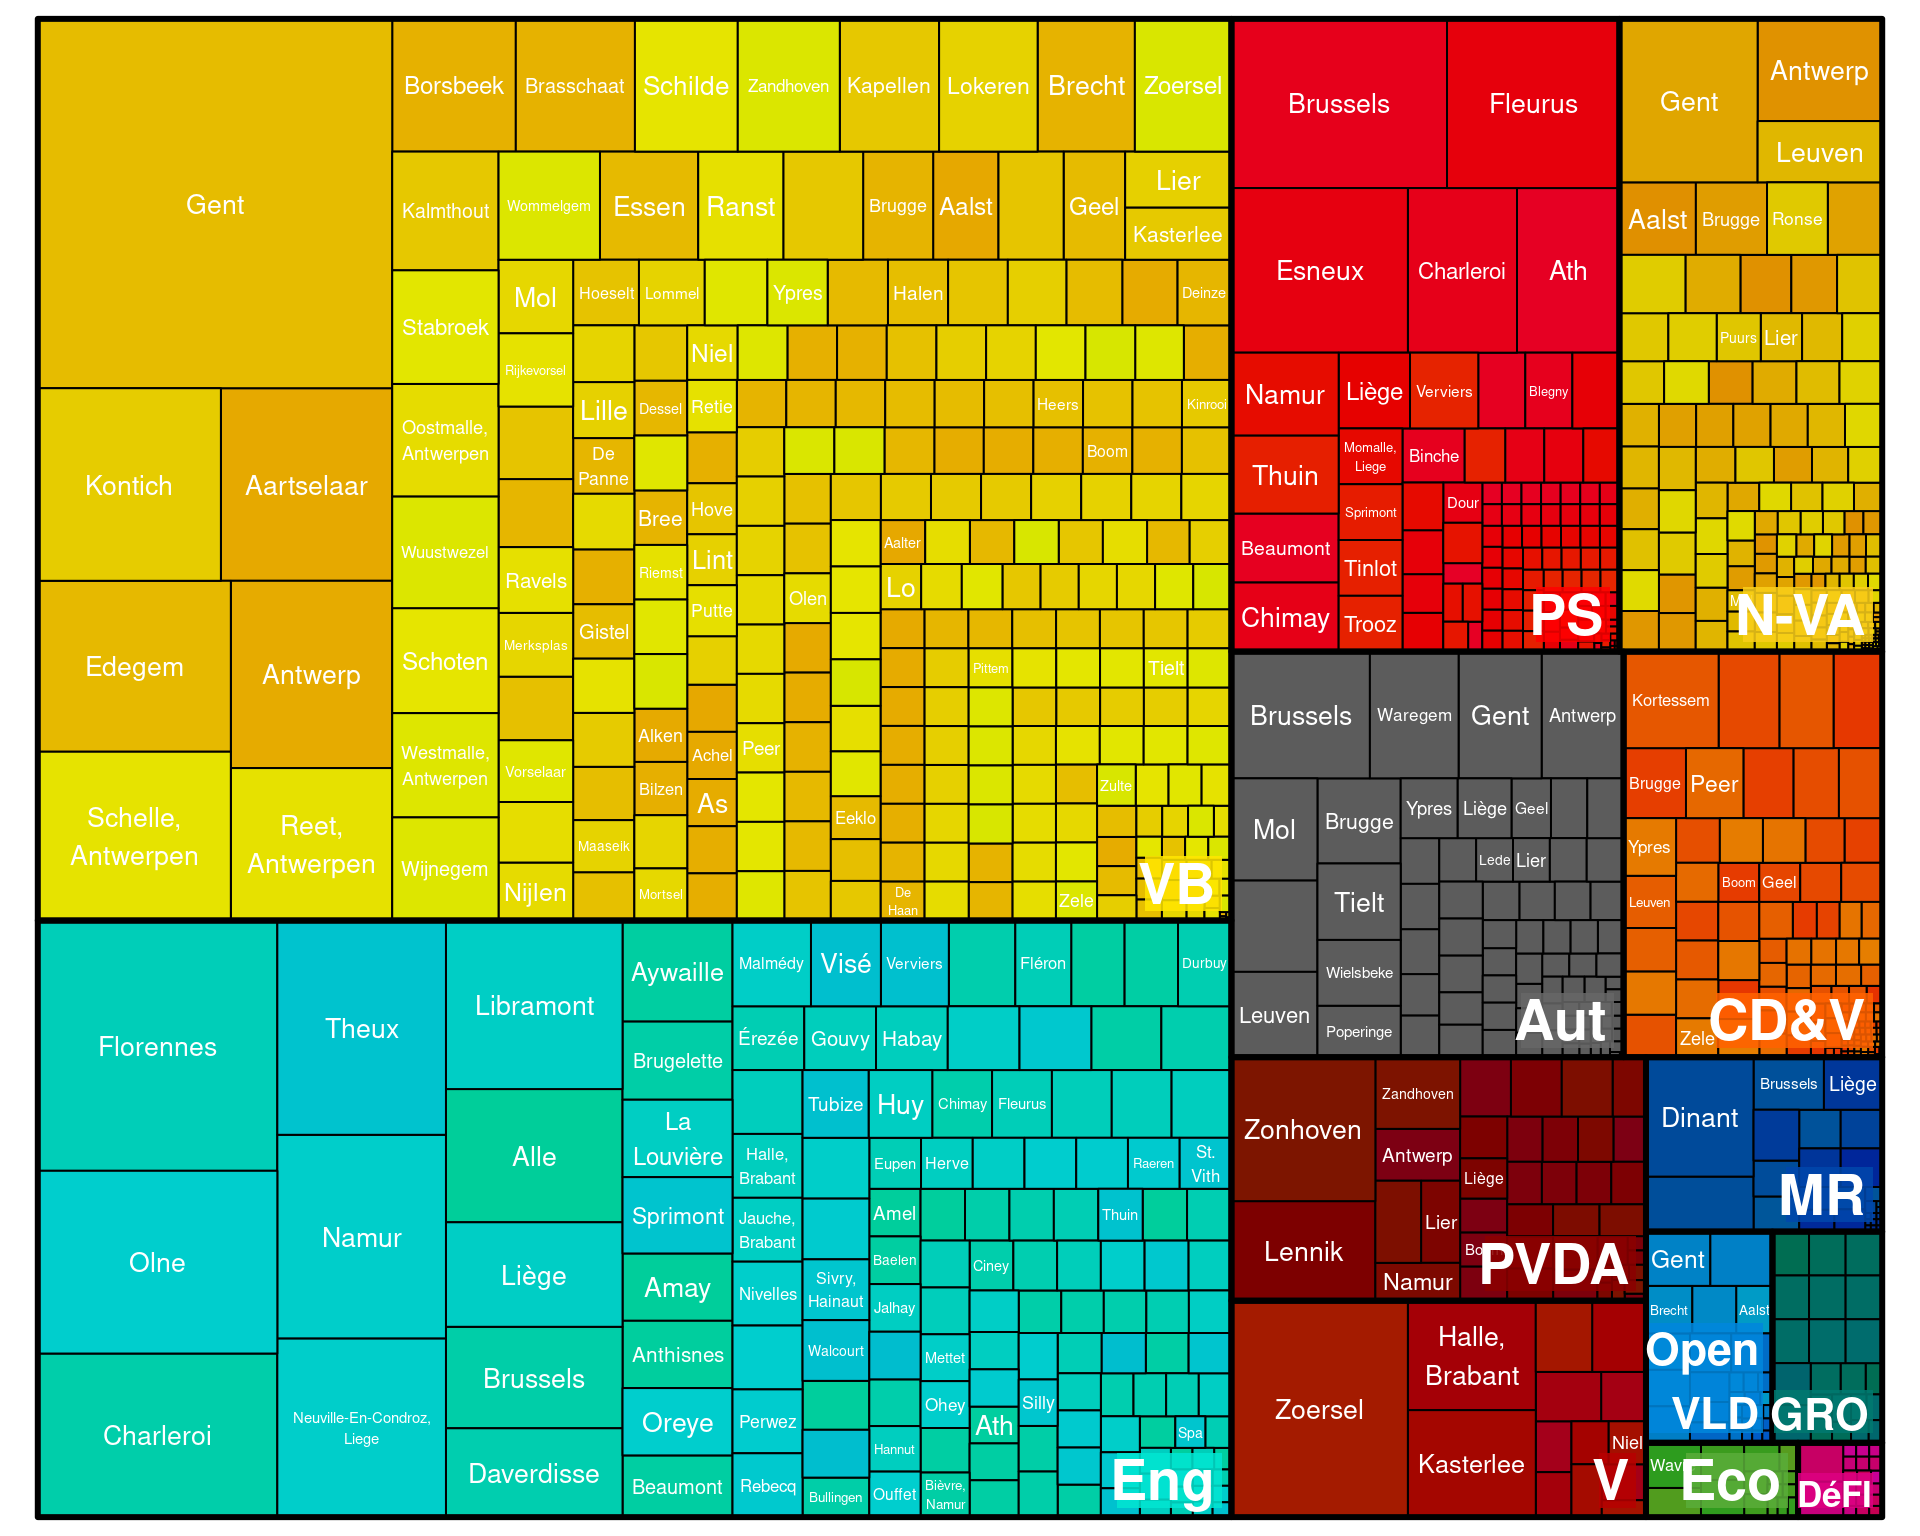 Gent
Borsbeek
Brasschaat
Schilde
Zandhoven
Kapellen
Lokeren
Brecht
Zoersel
Kalmthout
Wommelgem
Essen
Ranst
Brugge
Aalst
Geel
Lier
Kasterlee
Stabroek
Mol
Hoeselt
Lommel
Ypres
Halen
Deinze
Rijkevorsel
Niel
Kontich
Aartselaar
Oostmalle,
Antwerpen
Lille
Dessel
Retie
Heers
Kinrooi
De
Panne
Boom
Wuustwezel
Bree
Hove
Ravels
Riemst
Lint
Aalter
Edegem
Antwerp
Schoten
Merksplas
Gistel
Putte
Olen
Lo
Pittem
Tielt
Westmalle,
Antwerpen
Vorselaar
Alken
Achel
Peer
Bilzen
As
Zulte
Schelle,
Antwerpen
Reet,
Antwerpen
Wijnegem
Nijlen
Maaseik
Mortsel
Eeklo
De
Haan
Zele
VB
Brussels
Fleurus
Esneux
Charleroi
Ath
Namur
Liège
Verviers
Blegny
Thuin
Momalle,
Liege
Binche
Sprimont
Dour
Beaumont
Tinlot
Chimay
Trooz
PS
Gent
Antwerp
Leuven
Aalst
Brugge
Ronse
Puurs
Lier
N-VA
Brussels
Waregem
Gent
Antwerp
Mol
Brugge
Ypres
Liège
Geel
Lede
Lier
Tielt
Leuven
Wielsbeke
Poperinge
Aut
Kortessem
Brugge
Peer
Ypres
Boom
Geel
Leuven
Zele
CD&V
Florennes
Theux
Libramont
Aywaille
Malmédy
Visé
Verviers
Fléron
Durbuy
Brugelette
Érezée
Gouvy
Habay
Alle
La
Louvière
Tubize
Huy
Chimay
Fleurus
Halle,
Brabant
Eupen
Herve
Raeren
St.
Vith
Olne
Namur
Liège
Sprimont
Jauche,
Brabant
Amel
Thuin
Amay
Nivelles
Sivry,
Hainaut
Baelen
Ciney
Jalhay
Charleroi
Neuville-En-Condroz,
Liege
Brussels
Anthisnes
Walcourt
Mettet
Daverdisse
Oreye
Perwez
Ohey
Silly
Ath
Hannut
Spa
Beaumont
Rebecq
Bullingen
Ouffet
Bièvre,
Namur
Eng
Zonhoven
Zandhoven
Antwerp
Liège
Lier
Lennik
Namur
PVDA
Dinant
Brussels
Liège
MR
Gent
Brecht
Aalst
Open
VLD
GRO
Zoersel
Halle,
Brabant
Kasterlee
Niel
V
Eco
DéFI